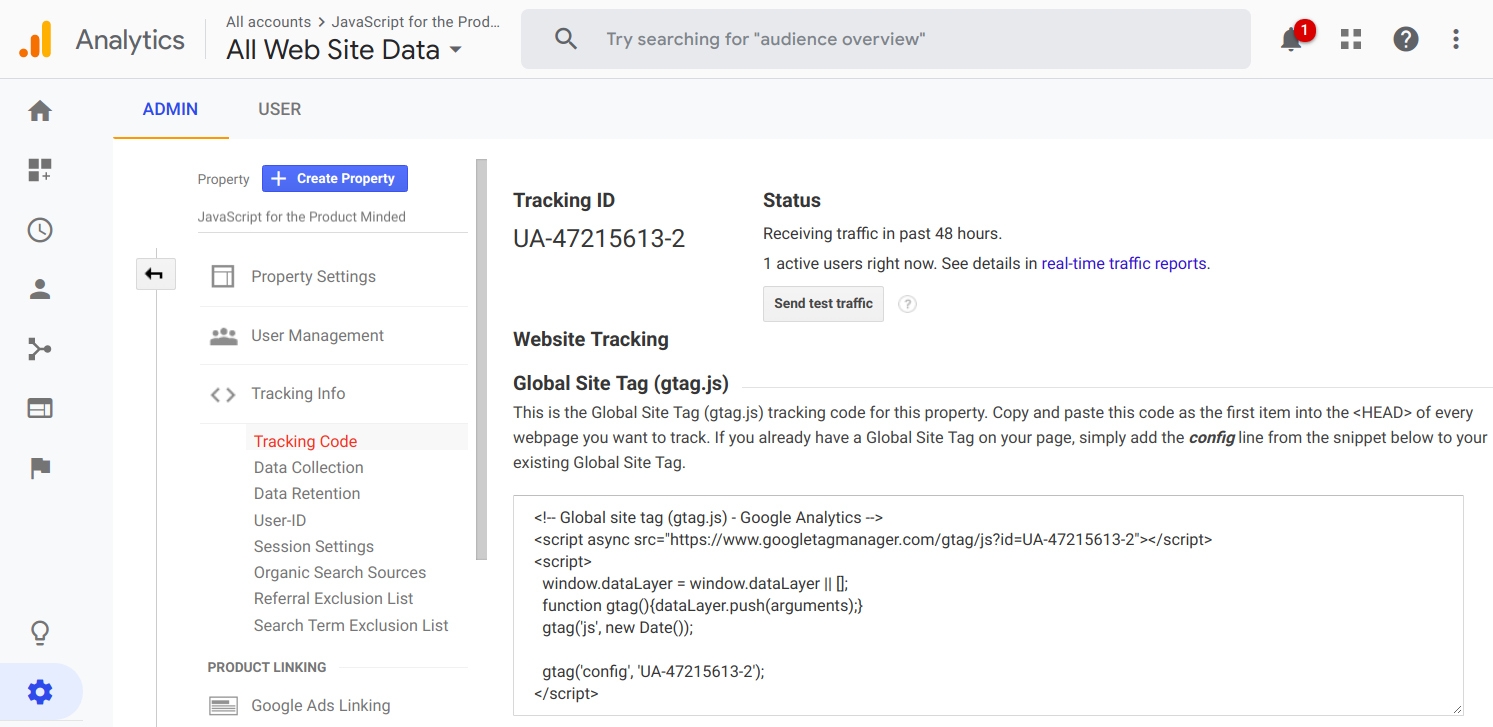 Analytics
All accounts > JavaScript for the Prod...
All Web Site Data
Try searching for "audience overview"
1
ADMIN
USER
Property
Create Property
JavaScript for the Product Minded
Property Settings
User Management
Tracking Info
Tracking Code
Data Collection
Data Retention
User-ID
Session Settings
Organic Search Sources
Referral Exclusion List
Search Term Exclusion List
PRODUCT LINKING
Google Ads Linking
Tracking ID
UA-47215613-2
Status
Receiving traffic in past 48 hours.
1 active users right now. See details in real-time traffic reports.
Send test traffic
?
Website Tracking
Global Site Tag (gtag.js)
This is the Global Site Tag (gtag.js) tracking code for this property. Copy and paste this code as the first item into the <HEAD> of every
webpage you want to track. If you already have a Global Site Tag on your page, simply add the config line from the snippet below to your
existing Global Site Tag.
<!-- Global site tag (gtag.js) - Google Analytics -->
<script async src="https://www.googletagmanager.com/gtag/js?id=UA-47215613-2"></script>
<script>
window.dataLayer = window.dataLayer || [];
function gtag(){dataLayer.push(arguments);}
gtag('js', new Date());
gtag('config', 'UA-47215613-2');
</script>